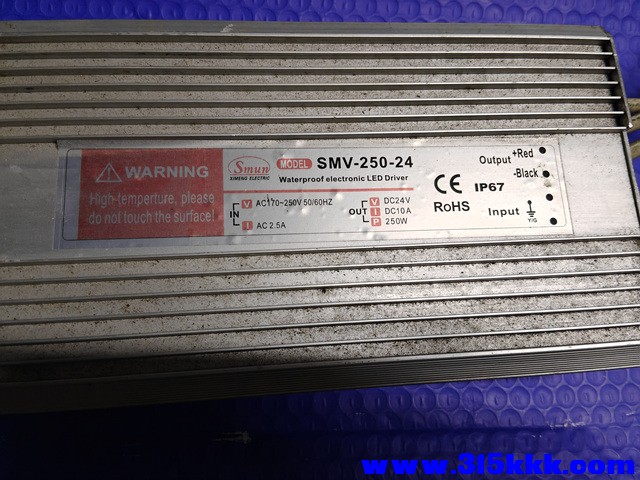 WARNING
High-temperture, please
do not touch the surface!
Smun
XIMENG ELECTRIC
MODEL SMV-250-24
Waterproof electronic LED Driver
IN
V AC170~250V 50/60HZ
I AC 2.5A
OUT
V DC24V
I DC10A
P 250W
CE
RoHS
IP67
Output +Red
-Black
Input
Y/G
www.315kkk.com